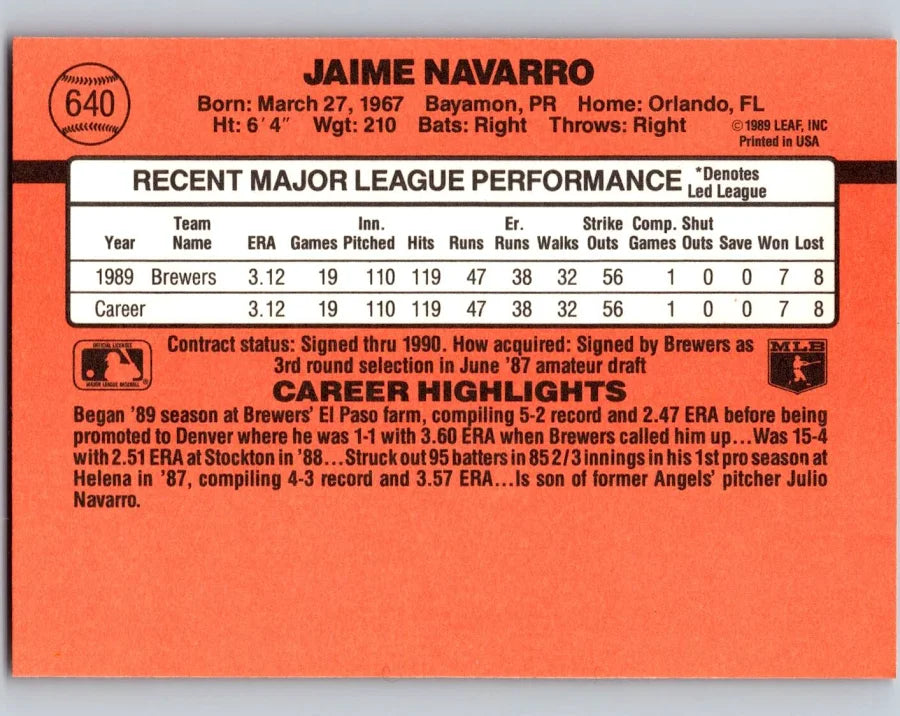 JAIME NAVARRO
640
Born: March 27, 1967 Bayamon, PR Home: Orlando, FL
Ht: 6'4" Wgt: 210 Bats: Right Throws: Right
©1989 LEAF, INC
Printed in USA
RECENT MAJOR LEAGUE PERFORMANCE *Denotes Led League
Year Team Name ERA Games Inn. Pitched Hits Runs Er. Runs Walks Strike Outs Comp. Games Shut Outs Save Won Lost
1989 Brewers 3.12 19 110 119 47 38 32 56 1 0 0 7 8
Career 3.12 19 110 119 47 38 32 56 1 0 0 7 8
OFFICIAL LICENSEE
MAJOR LEAGUE BASEBALL
Contract status: Signed thru 1990. How acquired: Signed by Brewers as
3rd round selection in June '87 amateur draft
MLB
CAREER HIGHLIGHTS
Began '89 season at Brewers' El Paso farm, compiling 5-2 record and 2.47 ERA before being
promoted to Denver where he was 1-1 with 3.60 ERA when Brewers called him up...Was 15-4
with 2.51 ERA at Stockton in '88...Struck out 95 batters in 85 2/3 innings in his 1st pro season at
Helena in '87, compiling 4-3 record and 3.57 ERA...Is son of former Angels' pitcher Julio
Navarro.